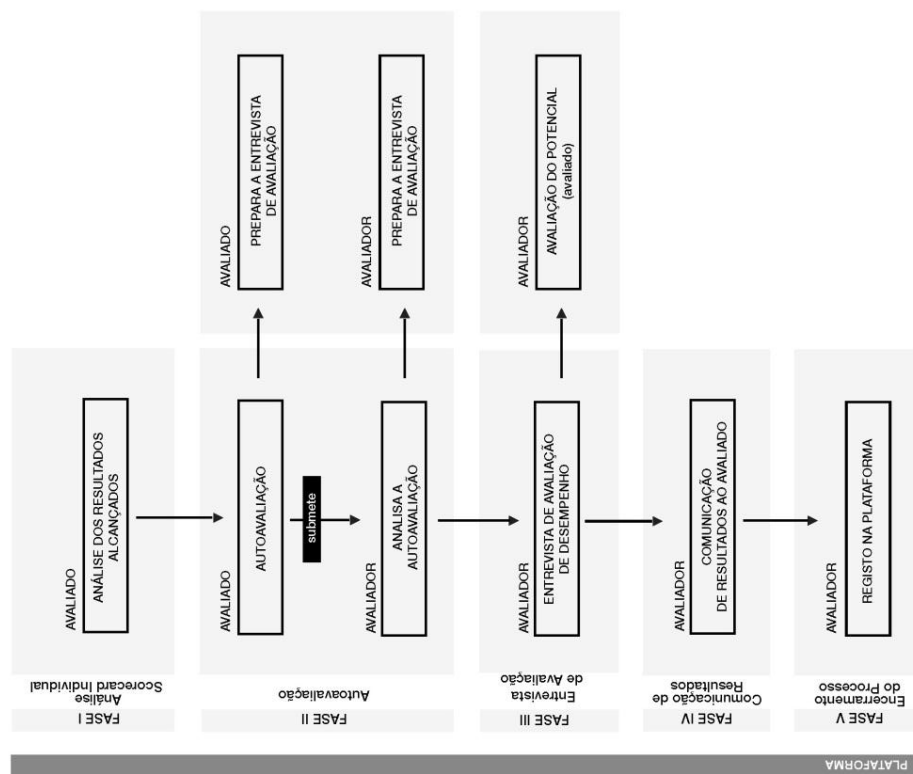 PLATAFORMA
FASE I
Análise
Scorecard Individual
AVALIADO
ANÁLISE DOS RESULTADOS
ALCANÇADOS
FASE II
Autoavaliação
AVALIADO
AUTOAVALIAÇÃO
AVALIADO
PREPARA A ENTREVISTA
DE AVALIAÇÃO
submete
AVALIADOR
ANALISA A
AUTOAVALIAÇÃO
AVALIADOR
PREPARA A ENTREVISTA
DE AVALIAÇÃO
FASE III
Entrevista
de Avaliação
AVALIADOR
ENTREVISTA DE AVALIAÇÃO
DE DESEMPENHO
AVALIADOR
AVALIAÇÃO DO POTENCIAL
(avaliado)
FASE IV
Comunicação de
Resultados
AVALIADOR
COMUNICAÇÃO
DE RESULTADOS AO AVALIADO
FASE V
Encerramento
do Processo
AVALIADOR
REGISTO NA PLATAFORMA